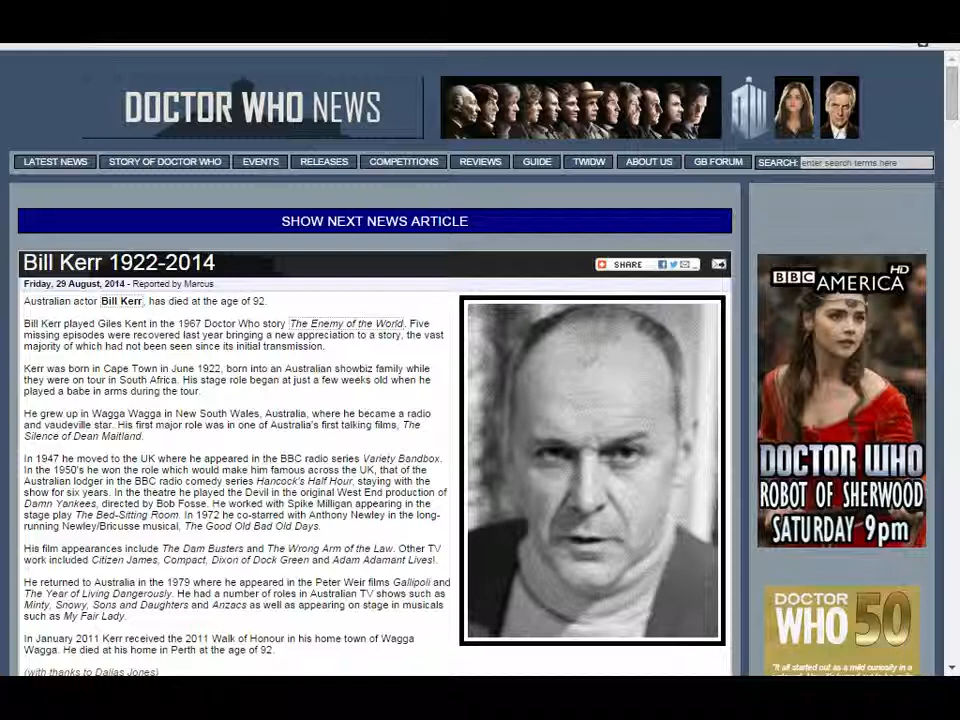 DOCTOR WHO NEWS
LATEST NEWS
STORY OF DOCTOR WHO
EVENTS
RELEASES
COMPETITIONS
REVIEWS
GUIDE
TWIDW
ABOUT US
GB FORUM
SEARCH: enter search terms here
SHOW NEXT NEWS ARTICLE
Bill Kerr 1922-2014
SHARE
Friday, 29 August, 2014 - Reported by Marcus
Australian actor Bill Kerr, has died at the age of 92.
Bill Kerr played Giles Kent in the 1967 Doctor Who story The Enemy of the World. Five
missing episodes were recovered last year bringing a new appreciation to a story, the vast
majority of which had not been seen since its initial transmission.
Kerr was born in Cape Town in June 1922, born into an Australian showbiz family while
they were on tour in South Africa. His stage role began at just a few weeks old when he
played a babe in arms during the tour.
He grew up in Wagga Wagga in New South Wales, Australia, where he became a radio
and vaudeville star. His first major role was in one of Australia's first talking films, The
Silence of Dean Maitland.
In 1947 he moved to the UK where he appeared in the BBC radio series Variety Bandbox.
In the 1950's he won the role which would make him famous across the UK, that of the
Australian lodger in the BBC radio comedy series Hancock's Half Hour, staying with the
show for six years. In the theatre he played the Devil in the original West End production of
Damn Yankees, directed by Bob Fosse. He worked with Spike Milligan appearing in the
stage play The Bed-Sitting Room. In 1972 he co-starred with Anthony Newley in the long-
running Newley/Bricusse musical, The Good Old Bad Old Days.
His film appearances include The Dam Busters and The Wrong Arm of the Law. Other TV
work included Citizen James, Compact, Dixon of Dock Green and Adam Adamant Lives!.
He returned to Australia in the 1979 where he appeared in the Peter Weir films Gallipoli and
The Year of Living Dangerously. He had a number of roles in Australian TV shows such as
Minty, Snowy, Sons and Daughters and Anzacs as well as appearing on stage in musicals
such as My Fair Lady.
In January 2011 Kerr received the 2011 Walk of Honour in his home town of Wagga
Wagga. He died at his home in Perth at the age of 92.
(with thanks to Dallas Jones)
BBC AMERICA HD
DOCTOR WHO
ROBOT OF SHERWOOD
SATURDAY 9pm
DOCTOR
WHO 50
"It all started out as a mild curiosity in a